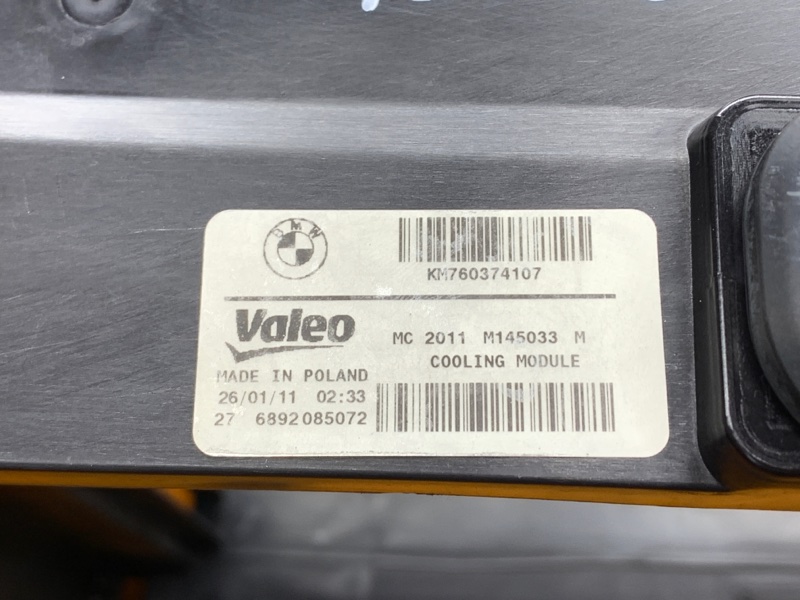 BMW
KM760374107
Valeo
MC 2011 M145033 M
COOLING MODULE
MADE IN POLAND
26/01/11 02:33
27 6892085072